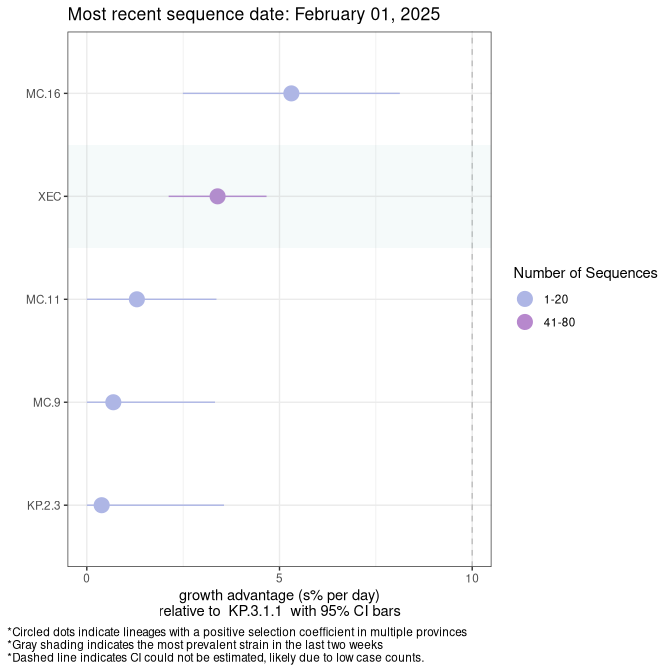 Most recent sequence date: February 01, 2025
MC.16
XEC
MC.11
MC.9
KP.2.3
0 5 10
growth advantage (s% per day)
relative to  KP.3.1.1  with 95% CI bars
Number of Sequences
1-20
41-80
*Circled dots indicate lineages with a positive selection coefficient in multiple provinces
*Gray shading indicates the most prevalent strain in the last two weeks
*Dashed line indicates CI could not be estimated, likely due to low case counts.